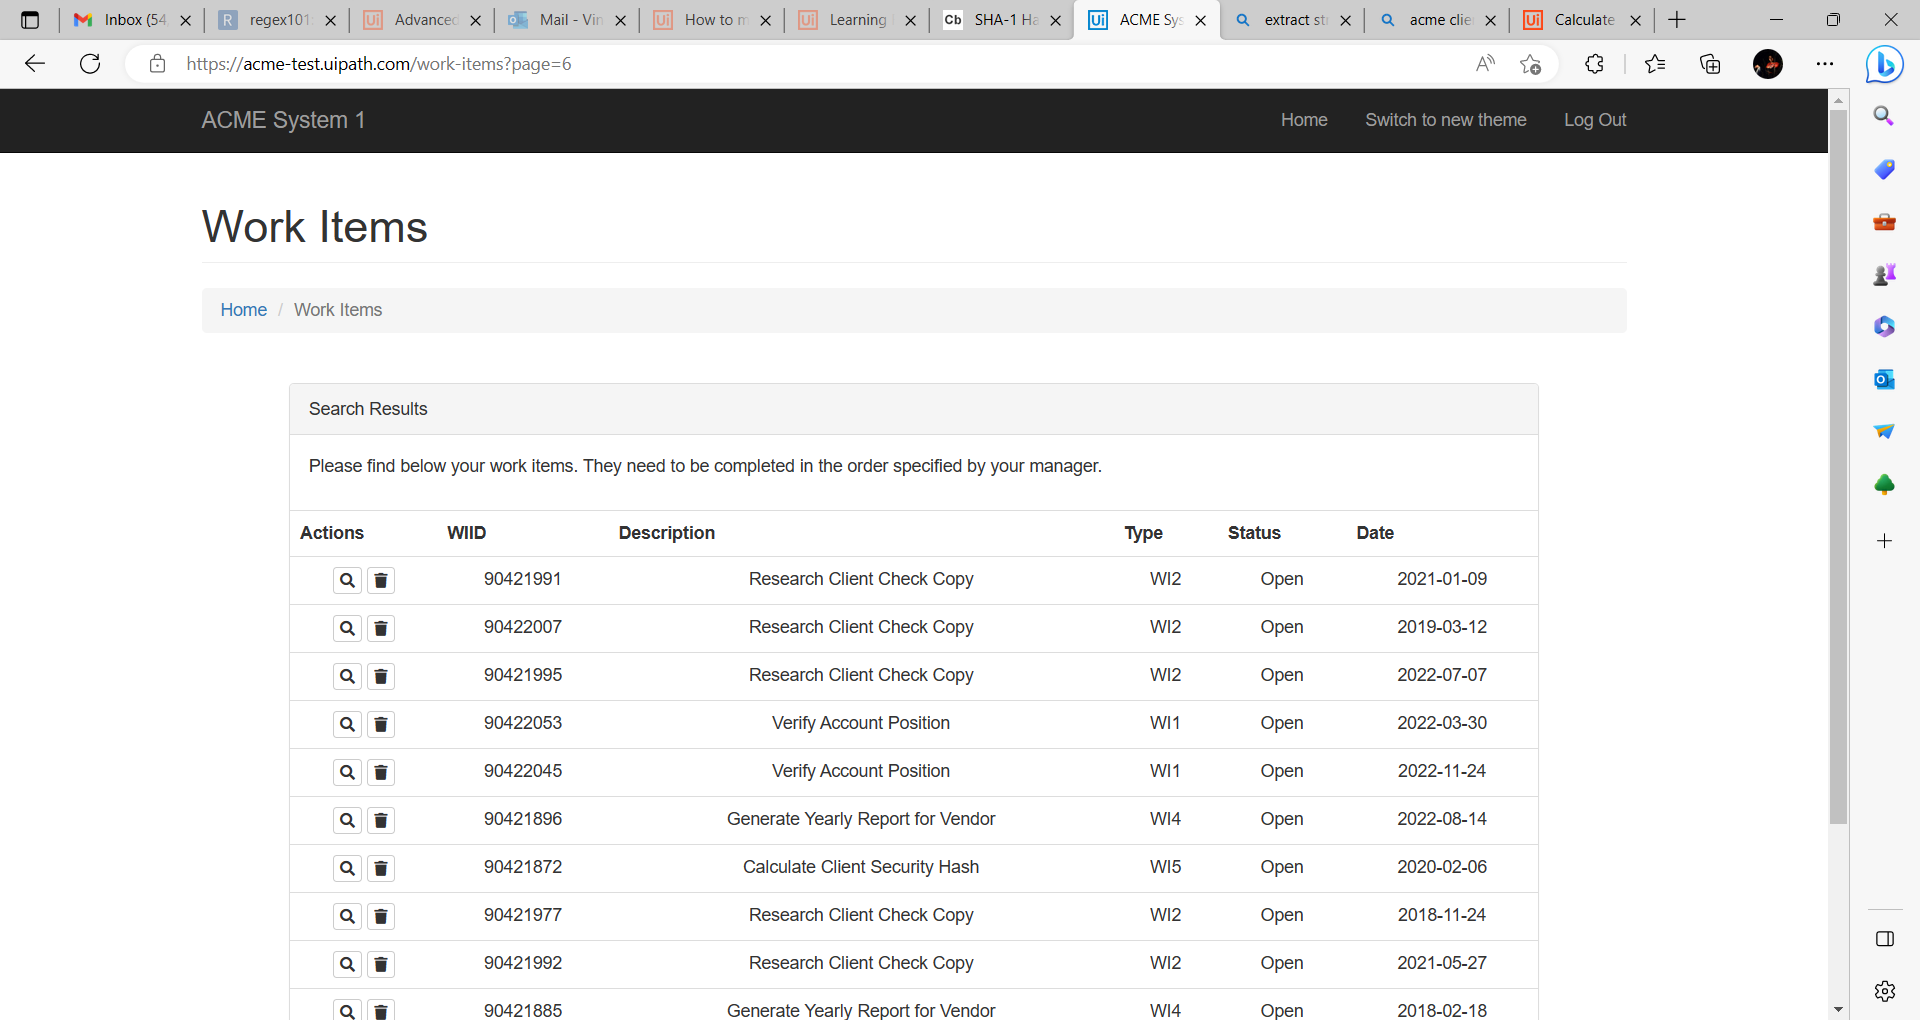 Inbox (54 regex101: Advanced Mail - Vin How to m Learning SHA-1 Ha ACME Sys extract st acme clie Calculate
https://acme-test.uipath.com/work-items?page=6
ACME System 1 Home Switch to new theme Log Out
Work Items
Home / Work Items
Search Results
Please find below your work items. They need to be completed in the order specified by your manager.
Actions WIID Description Type Status Date
90421991 Research Client Check Copy WI2 Open 2021-01-09
90422007 Research Client Check Copy WI2 Open 2019-03-12
90421995 Research Client Check Copy WI2 Open 2022-07-07
90422053 Verify Account Position WI1 Open 2022-03-30
90422045 Verify Account Position WI1 Open 2022-11-24
90421896 Generate Yearly Report for Vendor WI4 Open 2022-08-14
90421872 Calculate Client Security Hash WI5 Open 2020-02-06
90421977 Research Client Check Copy WI2 Open 2018-11-24
90421992 Research Client Check Copy WI2 Open 2021-05-27
90421885 Generate Yearly Report for Vendor WI4 Open 2018-02-18